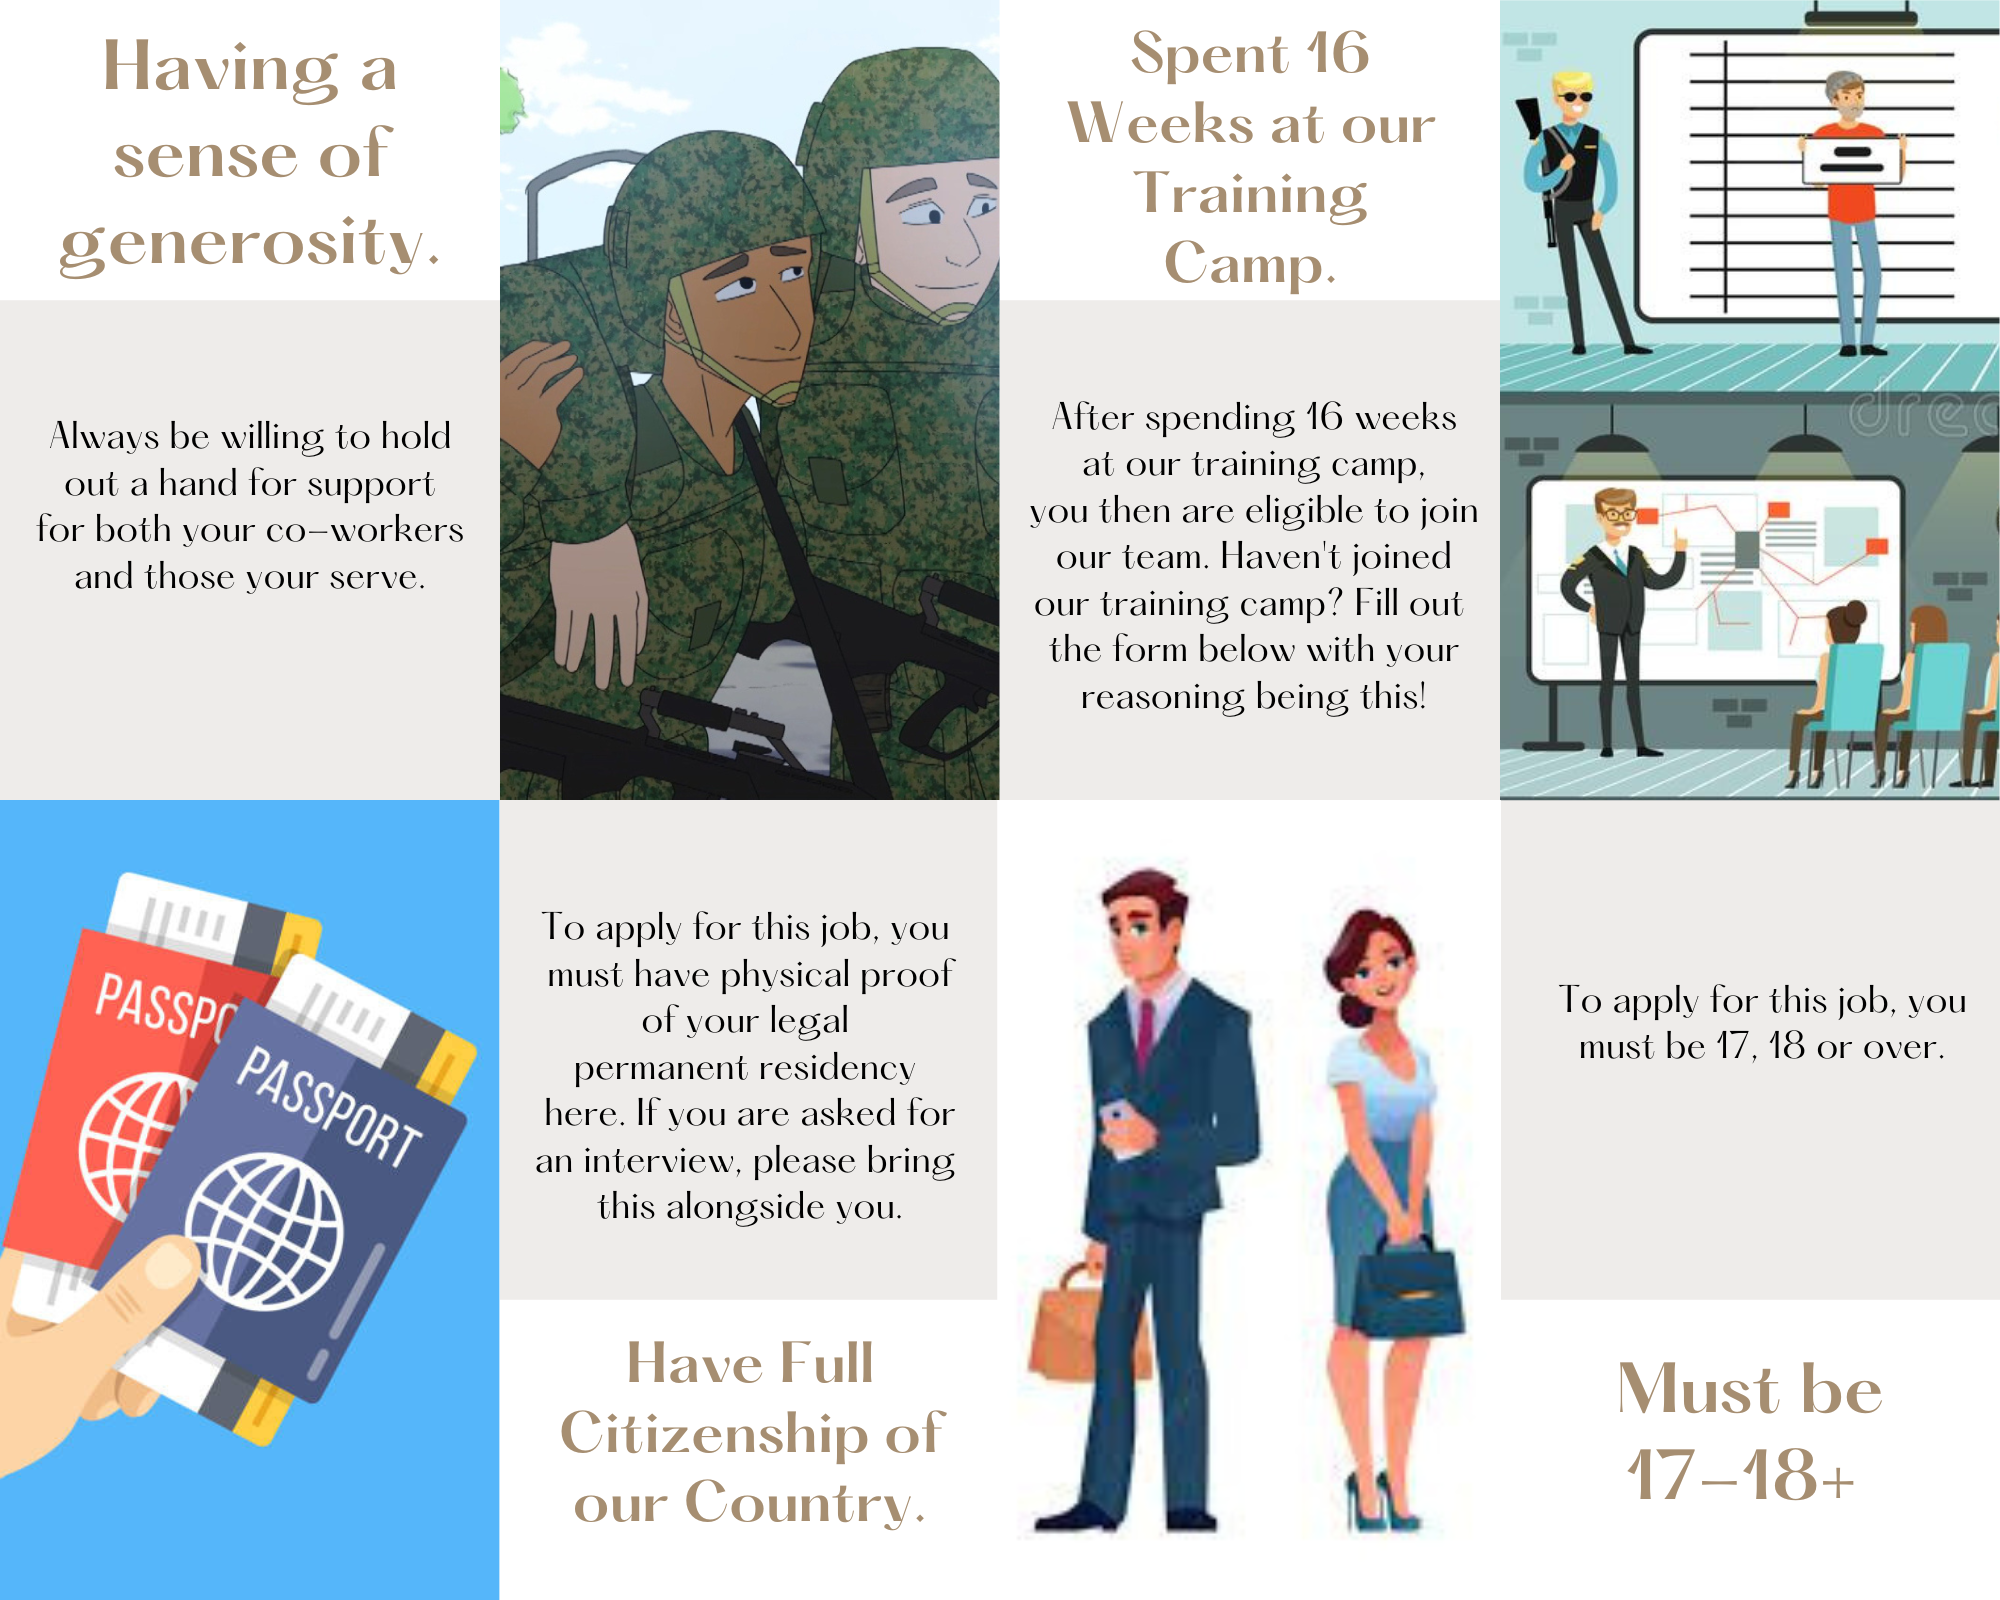 Having a
sense of
generosity.
Always be willing to hold
out a hand for support
for both your co-workers
and those your serve.
Spent 16
Weeks at our
Training
Camp.
After spending 16 weeks
at our training camp,
you then are eligible to join
our team. Haven't joined
our training camp? Fill out
the form below with your
reasoning being this!
drea
PASSPO
PASSPORT
To apply for this job, you
must have physical proof
of your legal
permanent residency
here. If you are asked for
an interview, please bring
this alongside you.
Have Full
Citizenship of
our Country.
To apply for this job, you
must be 17, 18 or over.
Must be
17-18+